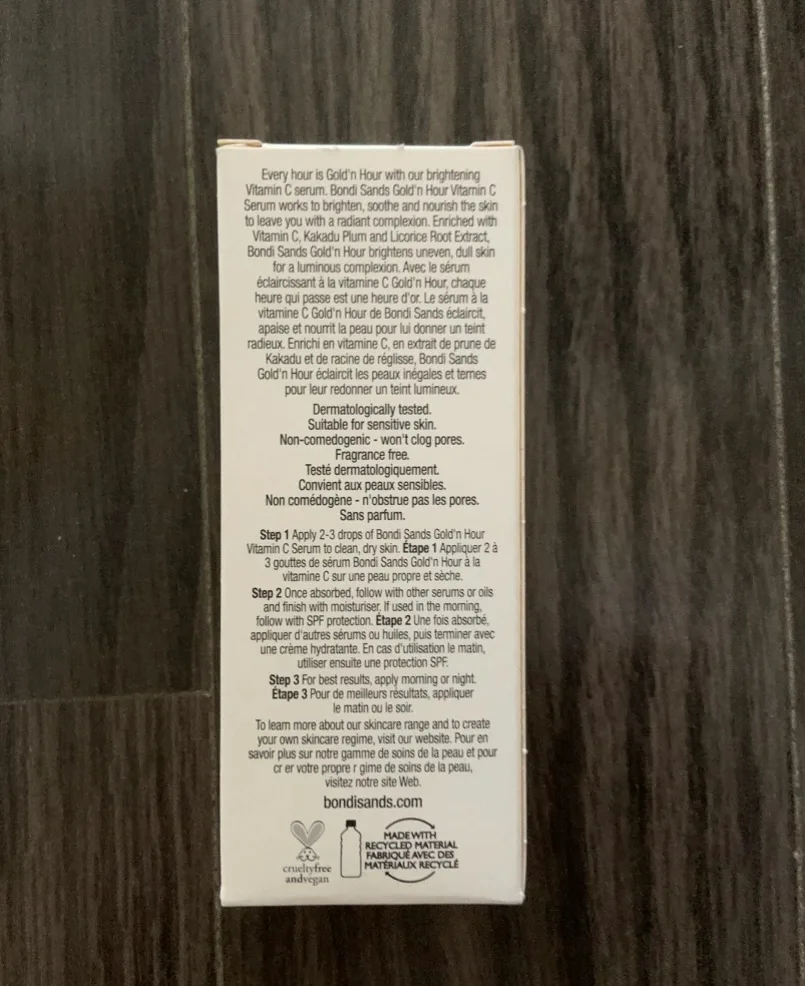 Every hour is Gold'n Hour with our brightening
Vitamin C serum. Bondi Sands Gold'n Hour Vitamin C
Serum works to brighten, soothe and nourish the skin
to leave you with a radiant complexion. Enriched with
Vitamin C, Kakadu Plum and Licorice Root Extract,
Bondi Sands Gold'n Hour brightens uneven, dull skin
for a luminous complexion. Avec le sérum
éclaircissant à la vitamine C Gold'n Hour, chaque
heure qui passe est une heure d'or. Le sérum à la
vitamine C Gold'n Hour de Bondi Sands éclaircit,
apaise et nourrit la peau pour lui donner un teint
radieux. Enrichi en vitamine C, en extrait de prune de
Kakadu et de racine de réglisse, Bondi Sands
Gold'n Hour éclaircit les peaux inégales et ternes
pour leur redonner un teint lumineux.
Dermatologically tested.
Suitable for sensitive skin.
Non-comedogenic - won't clog pores.
Fragrance free.
Testé dermatologiquement.
Convient aux peaux sensibles.
Non comédogène - n'obstrue pas les pores.
Sans parfum.
Step 1 Apply 2-3 drops of Bondi Sands Gold'n Hour
Vitamin C Serum to clean, dry skin. Étape 1 Appliquer 2 à
3 gouttes de sérum Bondi Sands Gold'n Hour à la
vitamine C sur une peau propre et sèche.
Step 2 Once absorbed, follow with other serums or oils
and finish with moisturiser. If used in the morning,
follow with SPF protection. Étape 2 Une fois absorbé,
appliquer d'autres sérums ou huiles, puis terminer avec
une crème hydratante. En cas d'utilisation le matin,
utiliser ensuite une protection SPF.
Step 3 For best results, apply morning or night.
Étape 3 Pour de meilleurs résultats, appliquer
le matin ou le soir.
To learn more about our skincare range and to create
your own skincare regime, visit our website. Pour en
savoir plus sur notre gamme de soins de la peau et pour
cr er votre propre r gime de soins de la peau,
visitez notre site Web.
bondisands.com
crueltyfree
andvegan
MADE WITH
RECYCLED MATERIAL
FABRIQUÉ AVEC DES
MATÉRIAUX RECYCLÉ